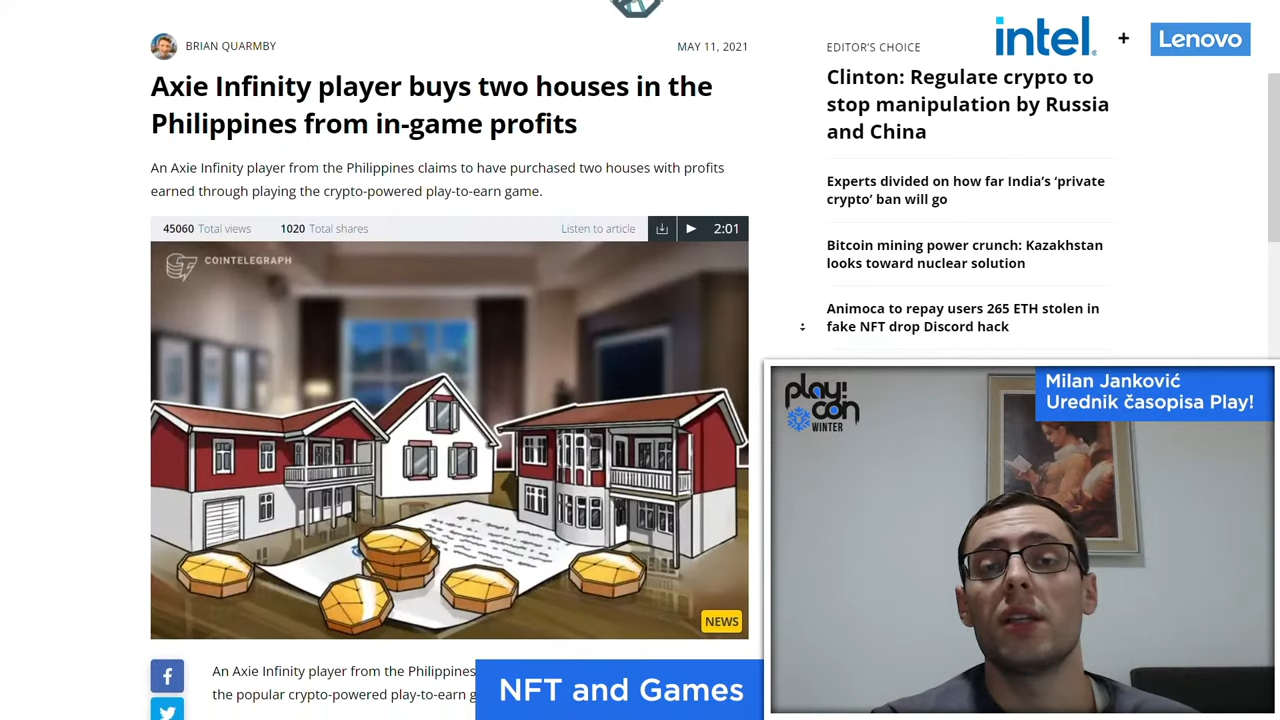 BRIAN QUARMBY
MAY 11, 2021
Axie Infinity player buys two houses in the
Philippines from in-game profits
An Axie Infinity player from the Philippines claims to have purchased two houses with profits
earned through playing the crypto-powered play-to-earn game.
45060 Total views
1020 Total shares
Listen to article
2:01
COINTELEGRAPH
NEWS
An Axie Infinity player from the Philippines
the popular crypto-powered play-to-earn g
EDITOR'S CHOICE
intel. + Lenovo
Clinton: Regulate crypto to
stop manipulation by Russia
and China
Experts divided on how far India's 'private
crypto' ban will go
Bitcoin mining power crunch: Kazakhstan
looks toward nuclear solution
Animoca to repay users 265 ETH stolen in
fake NFT drop Discord hack
play!
con
WINTER
Milan Janković
Urednik časopisa Play!
NFT and Games